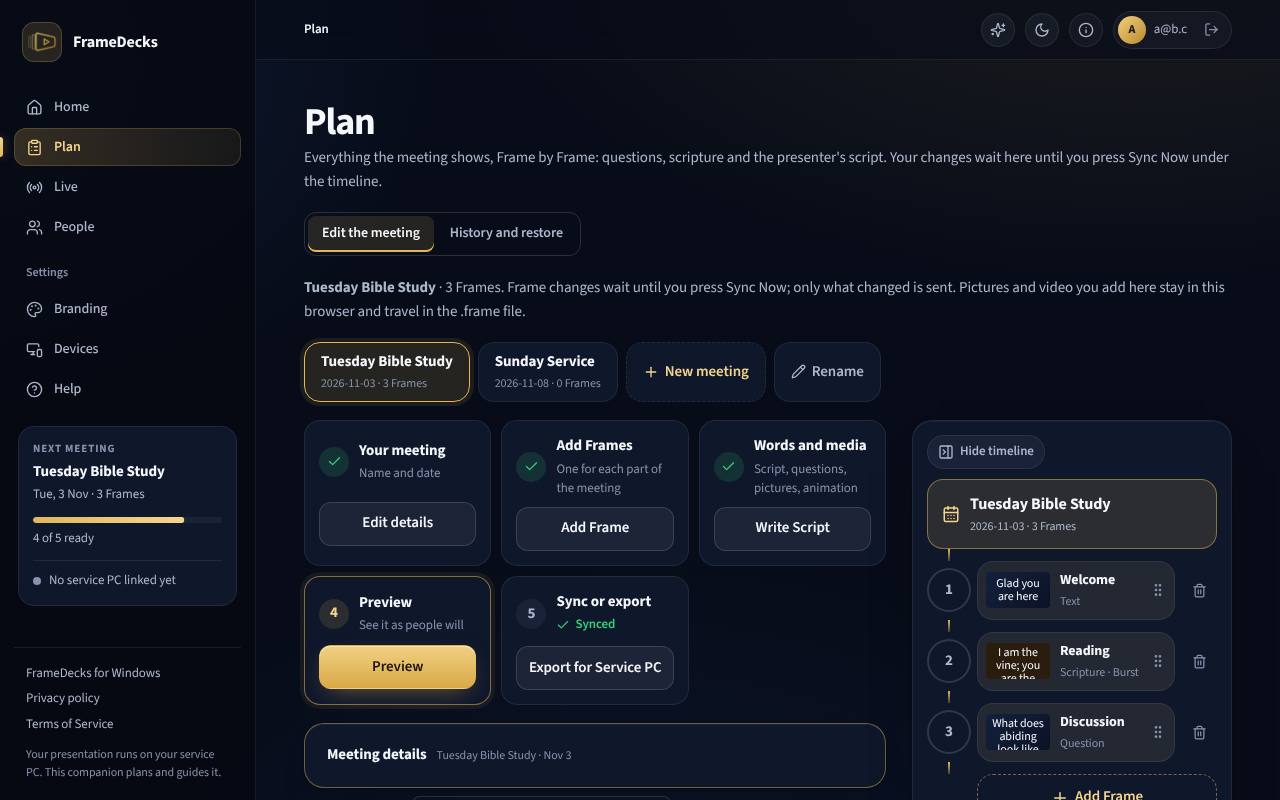 FrameDecks
Home
Plan
Live
People
Settings
Branding
Devices
Help
NEXT MEETING
Tuesday Bible Study
Tue, 3 Nov · 3 Frames
4 of 5 ready
No service PC linked yet
FrameDecks for Windows
Privacy policy
Terms of Service
Your presentation runs on your service
PC. This companion plans and guides it.
Plan
A
a@b.c
Plan
Everything the meeting shows, Frame by Frame: questions, scripture and the presenter's script. Your changes wait here until you press Sync Now under
the timeline.
Edit the meeting
History and restore
Tuesday Bible Study · 3 Frames. Frame changes wait until you press Sync Now; only what changed is sent. Pictures and video you add here stay in this
browser and travel in the .frame file.
Tuesday Bible Study
2026-11-03 · 3 Frames
Sunday Service
2026-11-08 · 0 Frames
New meeting
Rename
Your meeting
Name and date
Edit details
Add Frames
One for each part of
the meeting
Add Frame
Words and media
Script, questions,
pictures, animation
Write Script
4
Preview
See it as people will
Preview
5
Sync or export
Synced
Export for Service PC
Meeting details
Tuesday Bible Study · Nov 3
Hide timeline
Tuesday Bible Study
2026-11-03 · 3 Frames
1
Glad you
are here
Welcome
Text
2
I am the
vine; you
are the
Reading
Scripture · Burst
3
What does
abiding
look like
Discussion
Question
Add Frame